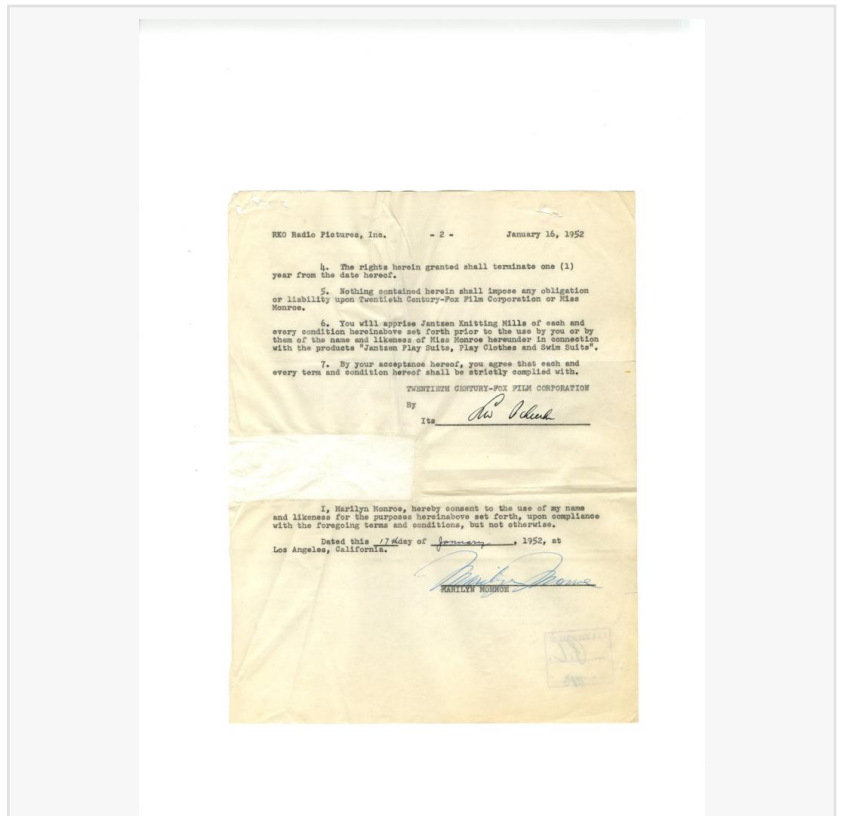 RKO Radio Pictures, Inc. - 2 - January 16, 1952
4. The rights herein granted shall terminate one (1)
year from the date hereof.
5. Nothing contained herein shall impose any obligation
or liability upon Twentieth Century-Fox Film Corporation or Miss
Monroe.
6. You will apprise Jantzen Knitting Mills of each and
every condition hereinabove set forth prior to the use by you or by
them of the name and likeness of Miss Monroe hereunder in connection
with the products "Jantzen Play Suits, Play Clothes and Swim Suits".
7. By your acceptance hereof, you agree that each and
every term and condition hereof shall be strictly complied with.
TWENTIETH CENTURY-FOX FILM CORPORATION
By
Its
I, Marilyn Monroe, hereby consent to the use of my name
and likeness for the purposes hereinabove set forth, upon compliance
with the foregoing terms and conditions, but not otherwise.
Dated this 17th day of January, 1952, at
Los Angeles, California.
Marilyn Monroe
MARILYN MONROE